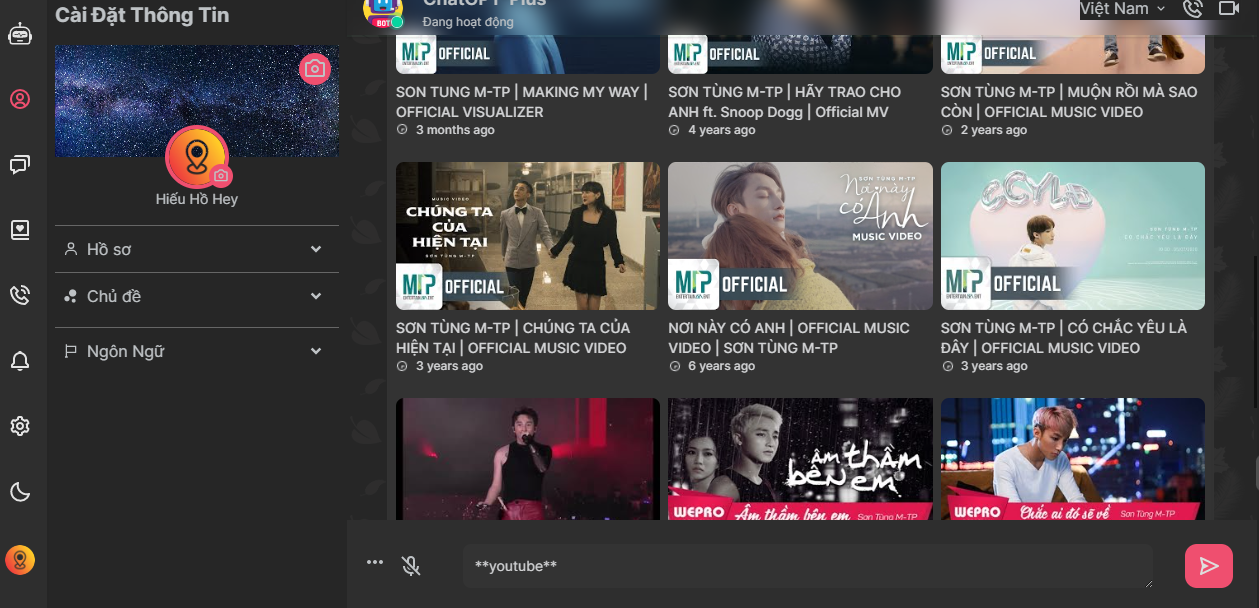 Cài Đặt Thông Tin
Hiếu Hồ Hey
Hồ sơ
Chủ đề
Ngôn Ngữ
BOT
ChatGPT Plus
Đang hoạt động
Việt Nam
M-TP OFFICIAL
M-TP OFFICIAL
M-TP OFFICIAL
SON TUNG M-TP | MAKING MY WAY |
OFFICIAL VISUALIZER
3 months ago
SƠN TÙNG M-TP | HÃY TRAO CHO
ANH ft. Snoop Dogg | Official MV
4 years ago
SƠN TÙNG M-TP | MUỘN RỒI MÀ SAO
CÒN | OFFICIAL MUSIC VIDEO
2 years ago
MUSIC VIDEO
CHÚNG TA
CỦA
HIỆN TẠI
SƠN TÙNG M-TP
M-TP OFFICIAL
SƠN TÙNG M-TP
Nơi này
có Anh
MUSIC VIDEO
M-TP OFFICIAL
SƠN TÙNG M-TP
CÓ CHẮC YÊU LÀ ĐÂY
M-TP OFFICIAL
SƠN TÙNG M-TP | CHÚNG TA CỦA
HIỆN TẠI | OFFICIAL MUSIC VIDEO
3 years ago
NƠI NÀY CÓ ANH | OFFICIAL MUSIC
VIDEO | SƠN TÙNG M-TP
6 years ago
SƠN TÙNG M-TP | CÓ CHẮC YÊU LÀ
ĐÂY | OFFICIAL MUSIC VIDEO
3 years ago
âm thầm
bên em
WEPRO Âm thầm bên em Sơn Tùng M-TP
WEPRO Chắc ai đó sẽ về Sơn Tùng M-TP
**youtube**